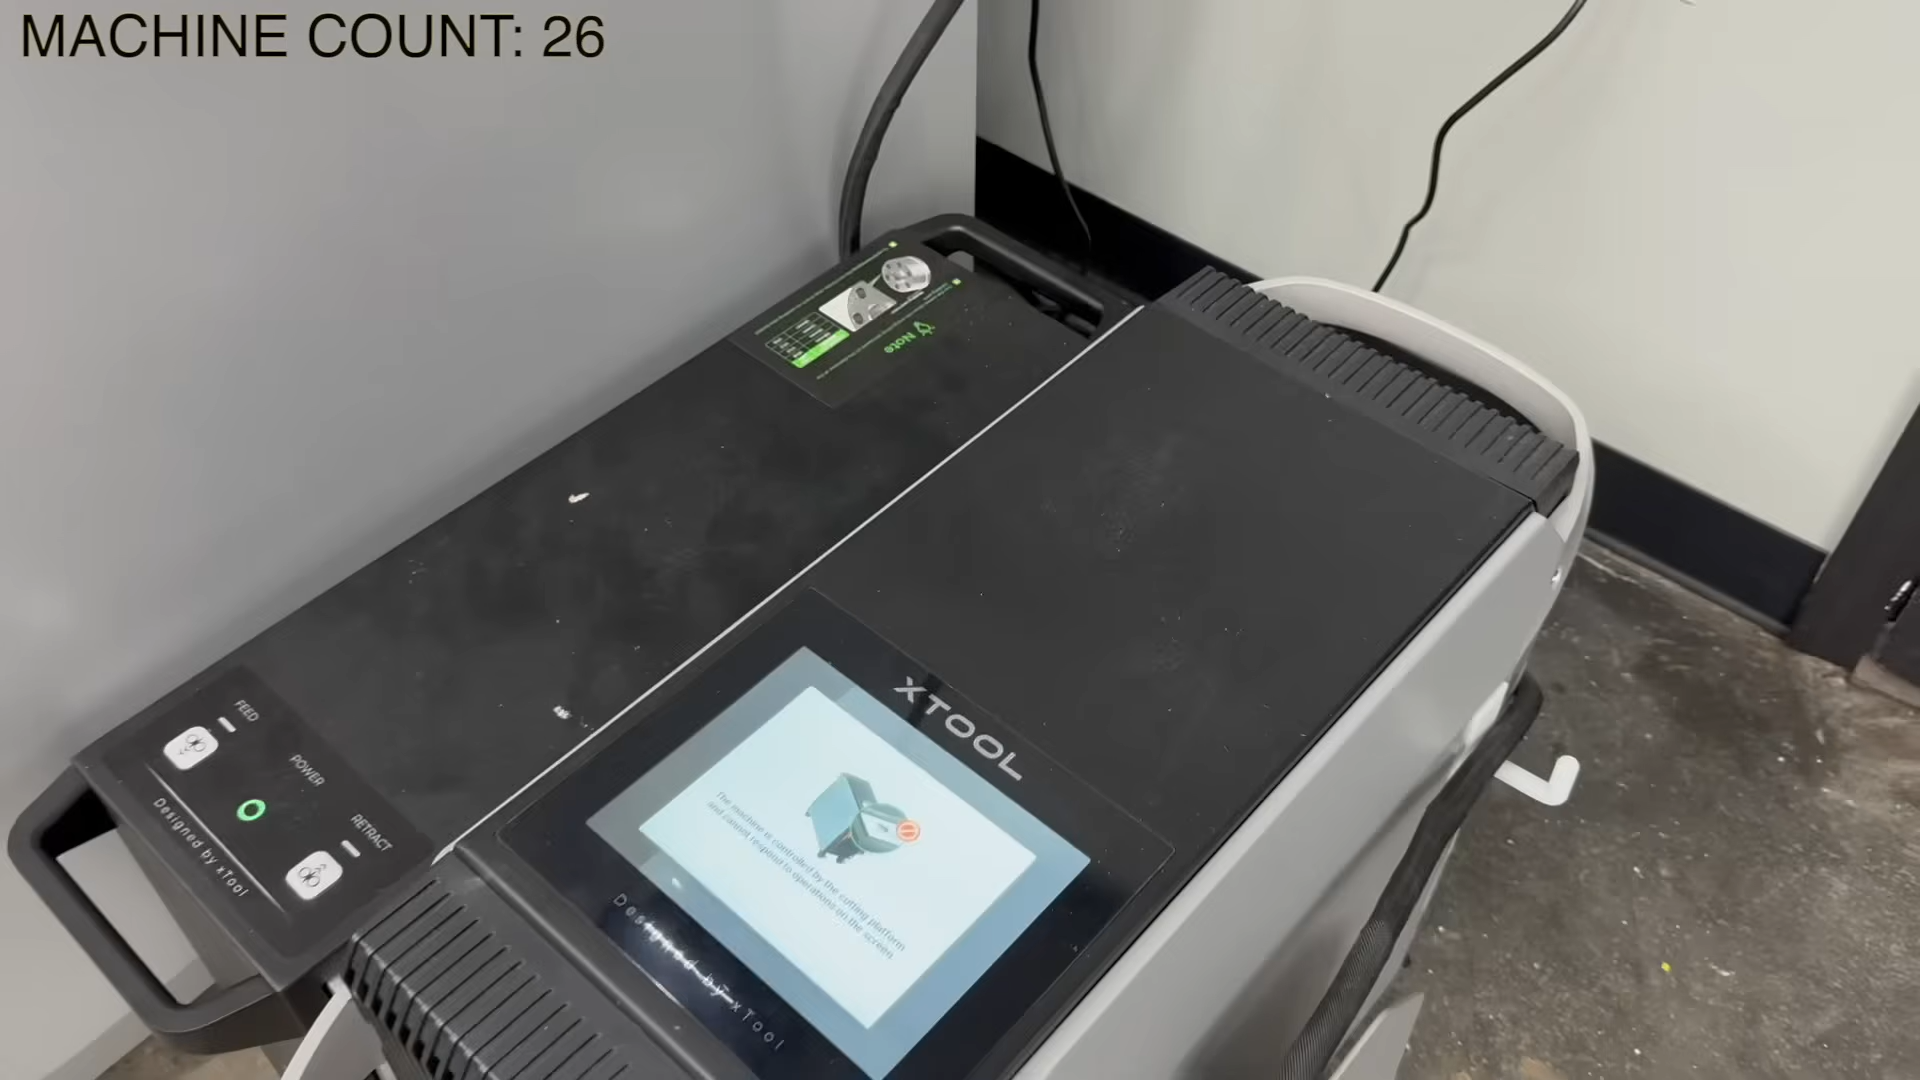 MACHINE COUNT: 26
Note
XTOOL
FEED
POWER
RETRACT
Designed by xTool
The machine is controlled by the cutting platform
and cannot respond to operations on the screen.
Designed by xTool